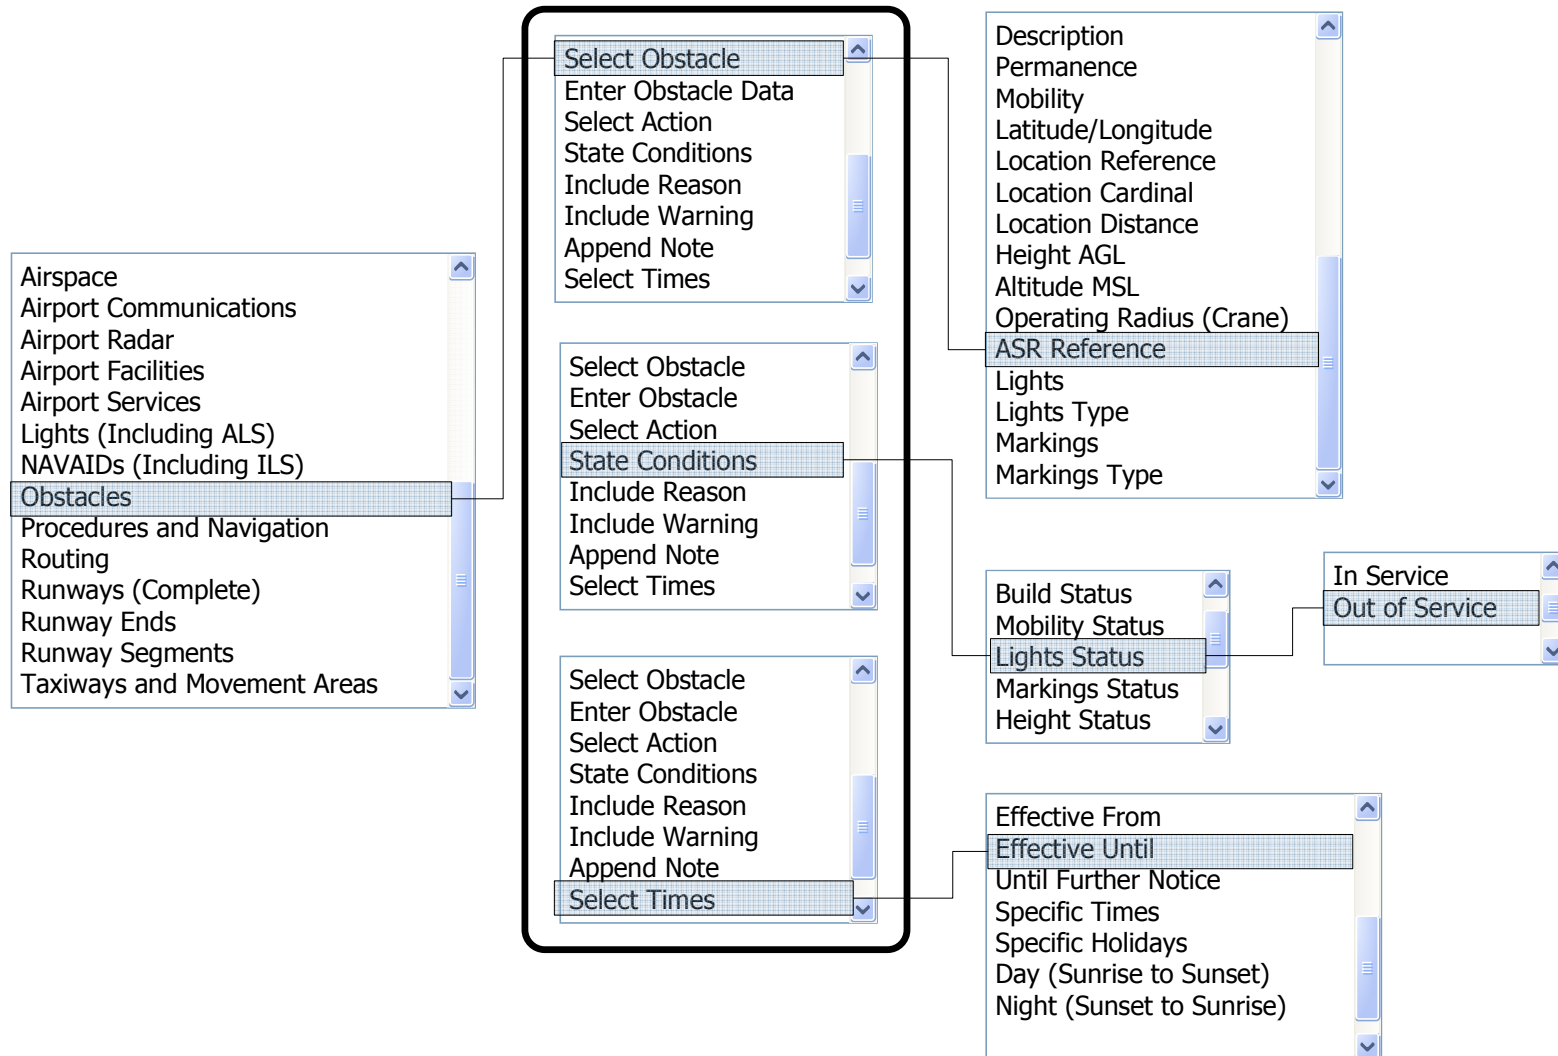 Airspace
Airport Communications
Airport Radar
Airport Facilities
Airport Services
Lights (Including ALS)
NAVAIDs (Including ILS)
Obstacles
Procedures and Navigation
Routing
Runways (Complete)
Runway Ends
Runway Segments
Taxiways and Movement Areas
Select Obstacle
Enter Obstacle Data
Select Action
State Conditions
Include Reason
Include Warning
Append Note
Select Times
Select Obstacle
Enter Obstacle
Select Action
State Conditions
Include Reason
Include Warning
Append Note
Select Times
Select Obstacle
Enter Obstacle
Select Action
State Conditions
Include Reason
Include Warning
Append Note
Select Times
Description
Permanence
Mobility
Latitude/Longitude
Location Reference
Location Cardinal
Location Distance
Height AGL
Altitude MSL
Operating Radius (Crane)
ASR Reference
Lights
Lights Type
Markings
Markings Type
Build Status
Mobility Status
Lights Status
Markings Status
Height Status
In Service
Out of Service
Effective From
Effective Until
Until Further Notice
Specific Times
Specific Holidays
Day (Sunrise to Sunset)
Night (Sunset to Sunrise)